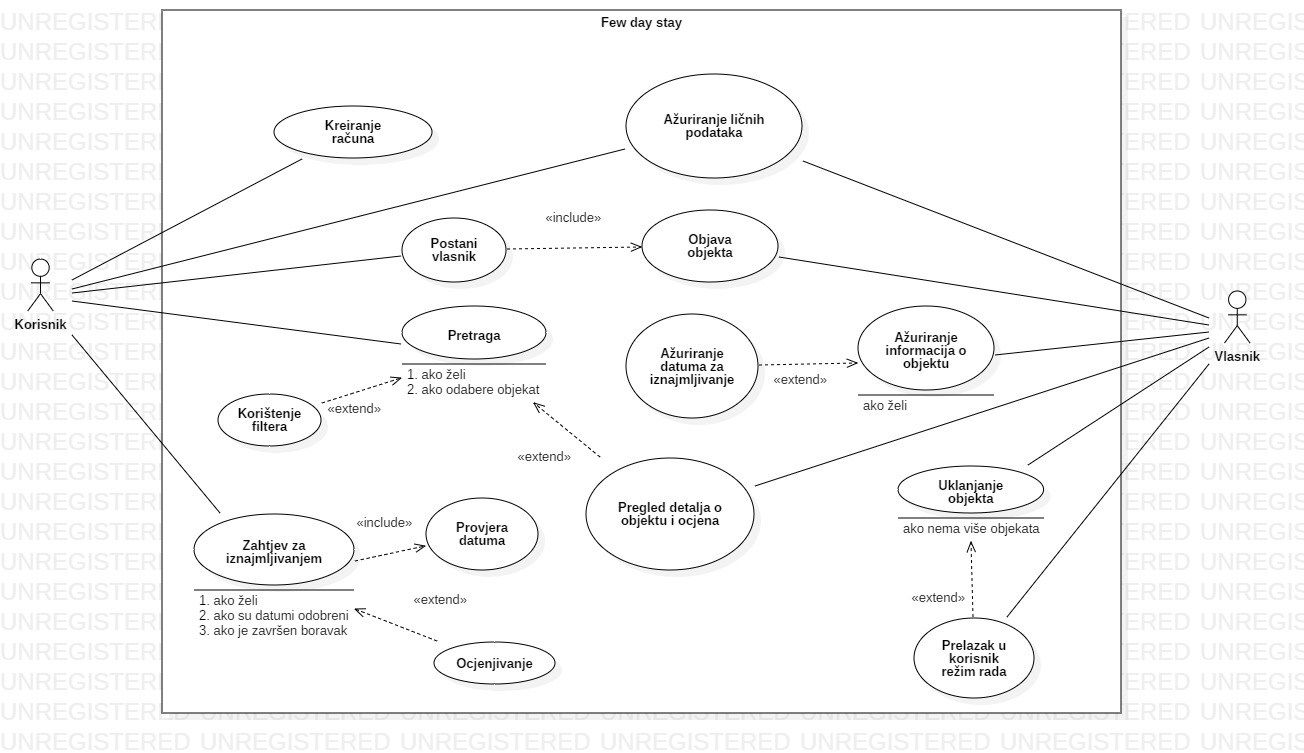 Few day stay
Kreiranje
računa
Ažuriranje ličnih
podataka
Postani
vlasnik
«include»
Objava
objekta
Korisnik
Vlasnik
Pretraga
1. ako želi
2. ako odabere objekat
Ažuriranje
datuma za
iznajmljivanje
«extend»
Ažuriranje
informacija o
objektu
ako želi
Korištenje
filtera
«extend»
«extend»
Pregled detalja o
objektu i ocjena
Uklanjanje
objekta
ako nema više objekata
Zahtjev za
iznajmljivanjem
1. ako želi
2. ako su datumi odobreni
3. ako je završen boravak
«include»
Provjera
datuma
«extend»
Ocjenjivanje
«extend»
Prelazak u
korisnik
režim rada
UNREGISTERED UNREGISTERED UNREGISTERED UNREGISTERED UNREGISTERED UNREGISTERED UNREGIS